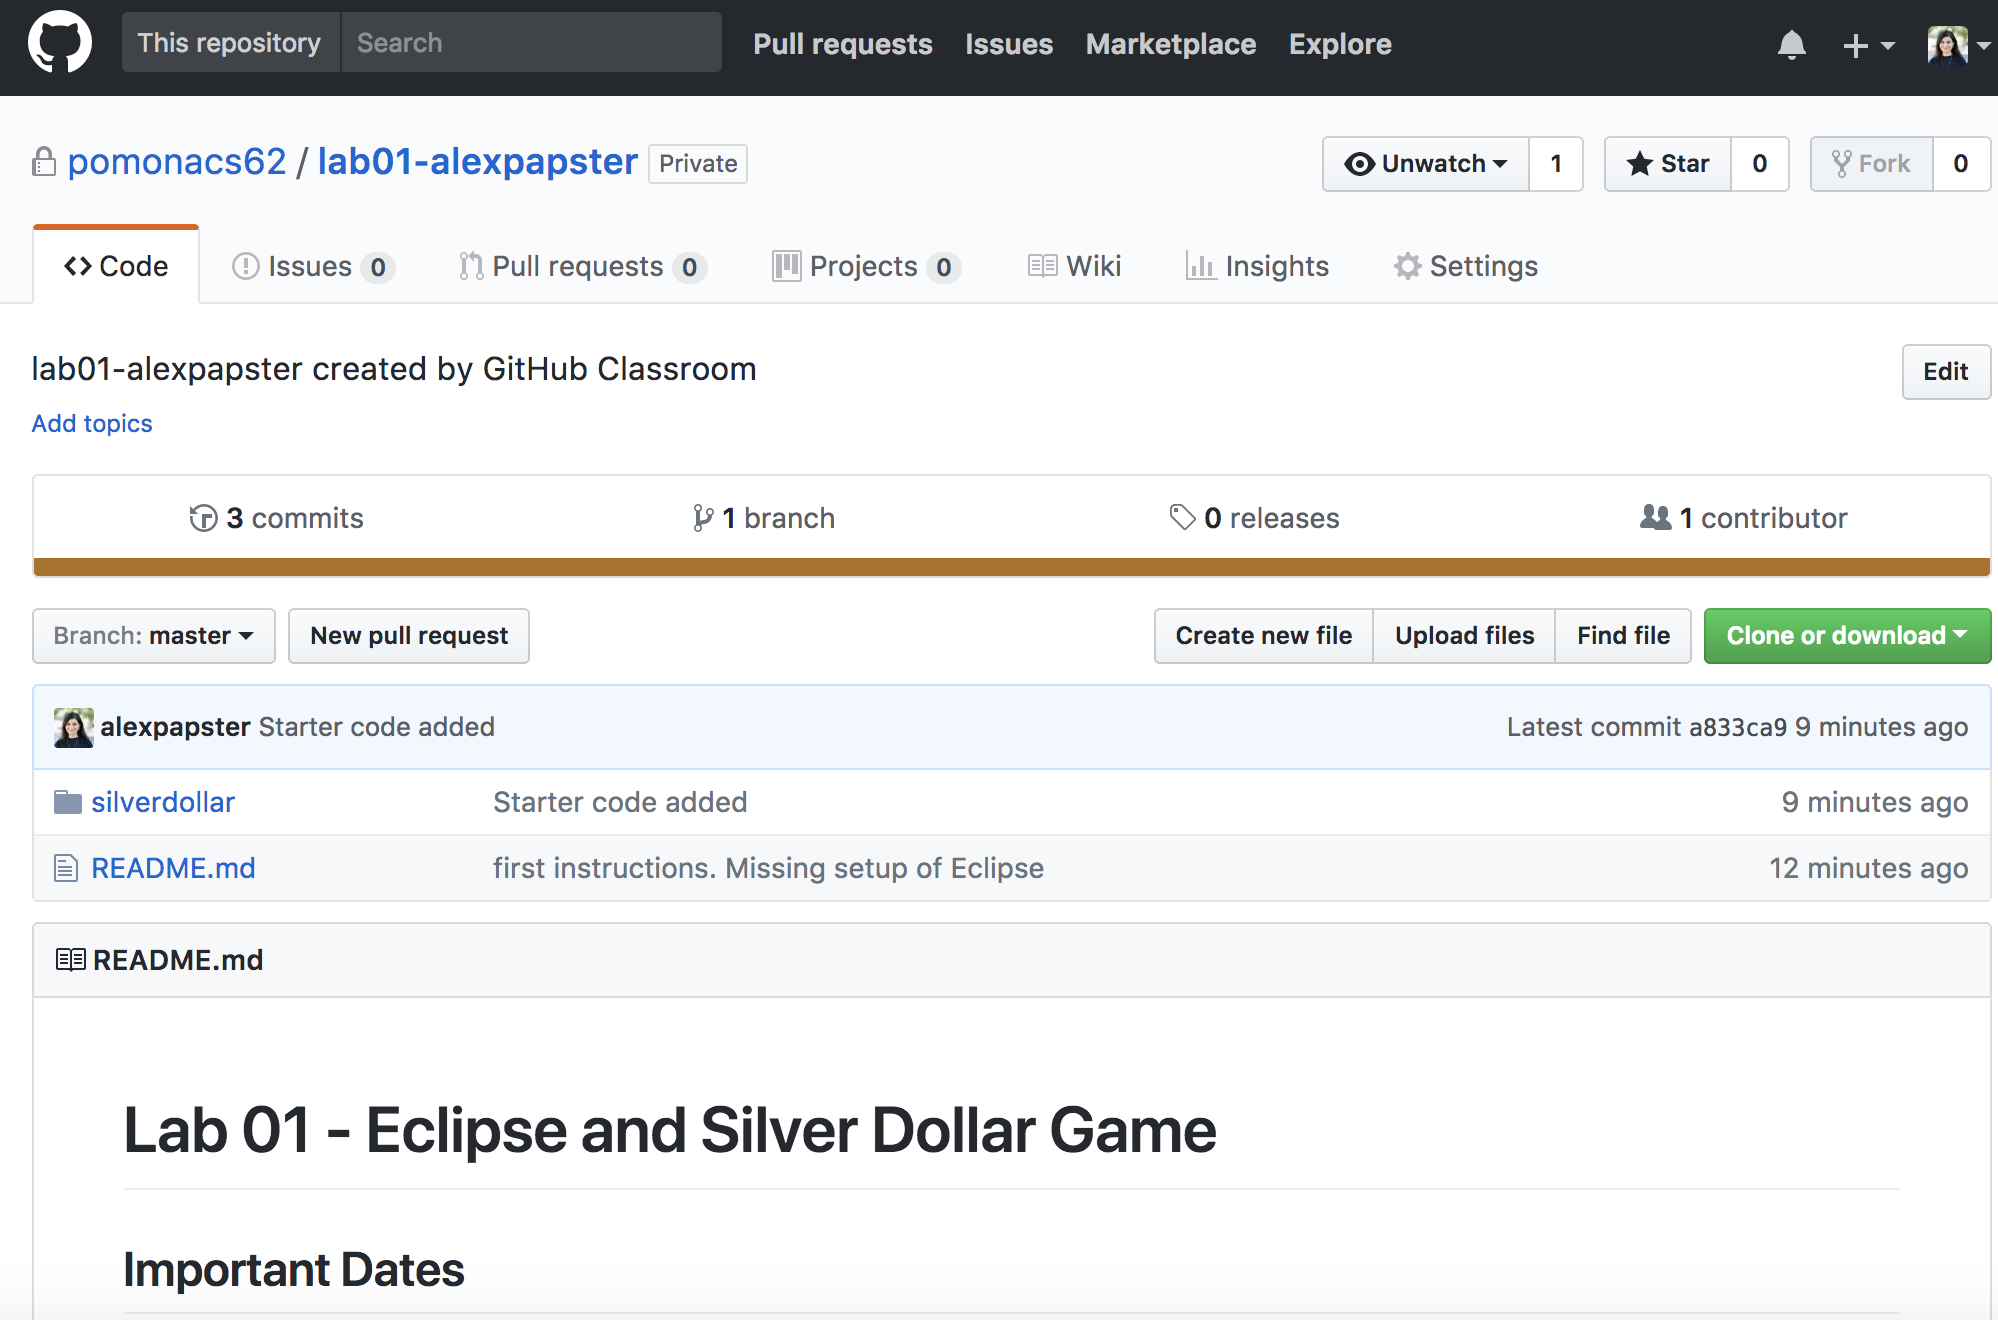 This repository Search Pull requests Issues Marketplace Explore
pomonacs62 / lab01-alexpapster Private Unwatch 1 Star 0 Fork 0
Code Issues 0 Pull requests 0 Projects 0 Wiki Insights Settings
lab01-alexpapster created by GitHub Classroom Edit
Add topics
3 commits 1 branch 0 releases 1 contributor
Branch: master New pull request Create new file Upload files Find file Clone or download
alexpapster Starter code added Latest commit a833ca9 9 minutes ago
silverdollar Starter code added 9 minutes ago
README.md first instructions. Missing setup of Eclipse 12 minutes ago
README.md
Lab 01 - Eclipse and Silver Dollar Game
Important Dates